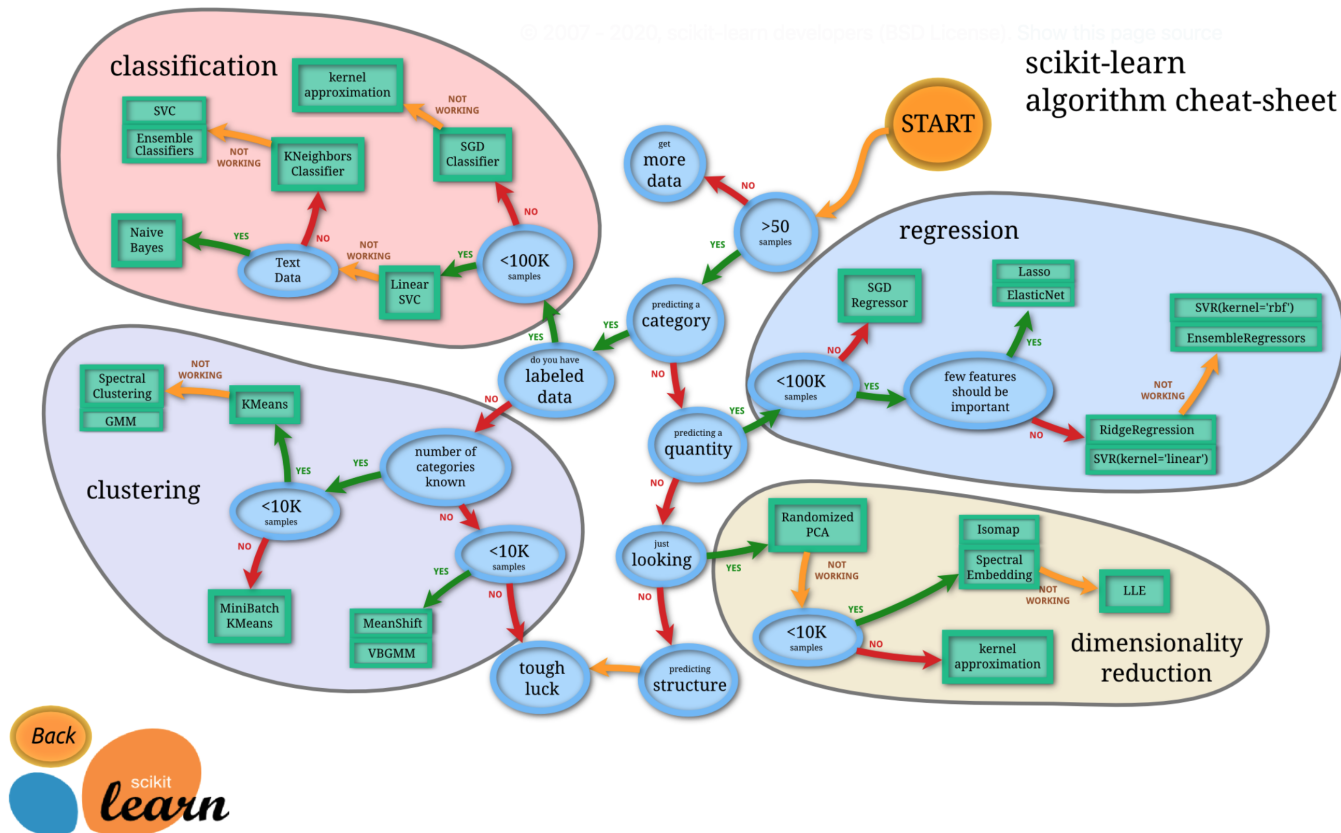 © 2007 - 2020, scikit-learn developers (BSD License). Show this page source
scikit-learn
algorithm cheat-sheet
START
get
more
data
NO
>50
samples
YES
predicting a
category
YES
NO
do you have
labeled
data
YES
NO
predicting a
quantity
YES
NO
just
looking
YES
NO
predicting
structure
tough
luck
classification
kernel
approximation
NOT
WORKING
SGD
Classifier
NO
<100K
samples
YES
Linear
SVC
NOT
WORKING
Text
Data
YES
Naive
Bayes
NO
KNeighbors
Classifier
NOT
WORKING
SVC
Ensemble
Classifiers
regression
<100K
samples
NO
SGD
Regressor
YES
few features
should be
important
YES
Lasso
ElasticNet
NO
RidgeRegression
SVR(kernel='linear')
NOT
WORKING
SVR(kernel='rbf')
EnsembleRegressors
clustering
number of
categories
known
YES
<10K
samples
YES
KMeans
NOT
WORKING
Spectral
Clustering
GMM
NO
MiniBatch
KMeans
NO
<10K
samples
YES
MeanShift
VBGMM
NO
dimensionality
reduction
Randomized
PCA
NOT
WORKING
<10K
samples
YES
Isomap
Spectral
Embedding
NOT
WORKING
LLE
NO
kernel
approximation
Back
scikit
learn